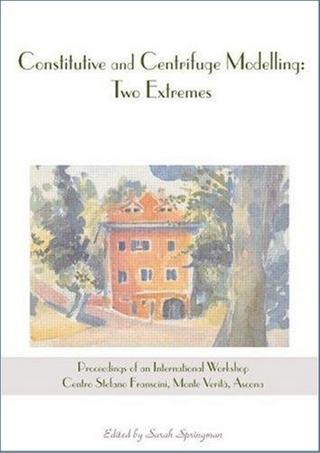 Constitutive and Centrifuge Modelling:
Two Extremes
Proceedings of an International Workshop
Centro Stefano Franscini, Monte Verità, Ascona
Edited by Sarah Springman